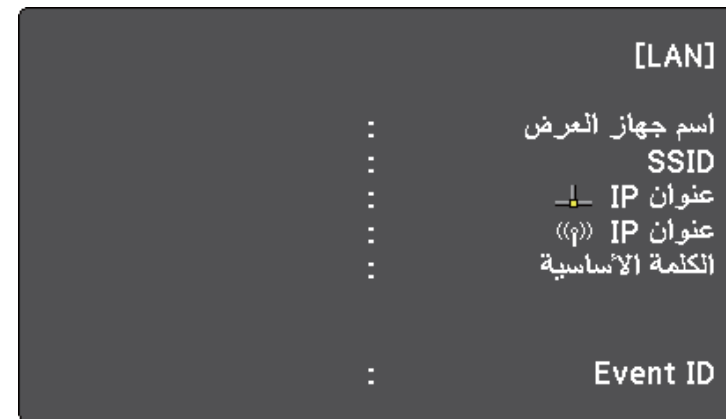 [LAN]
اسم جهاز العرض :
SSID :
عنوان IP :
عنوان IP :
الكلمة الأساسية :
Event ID :